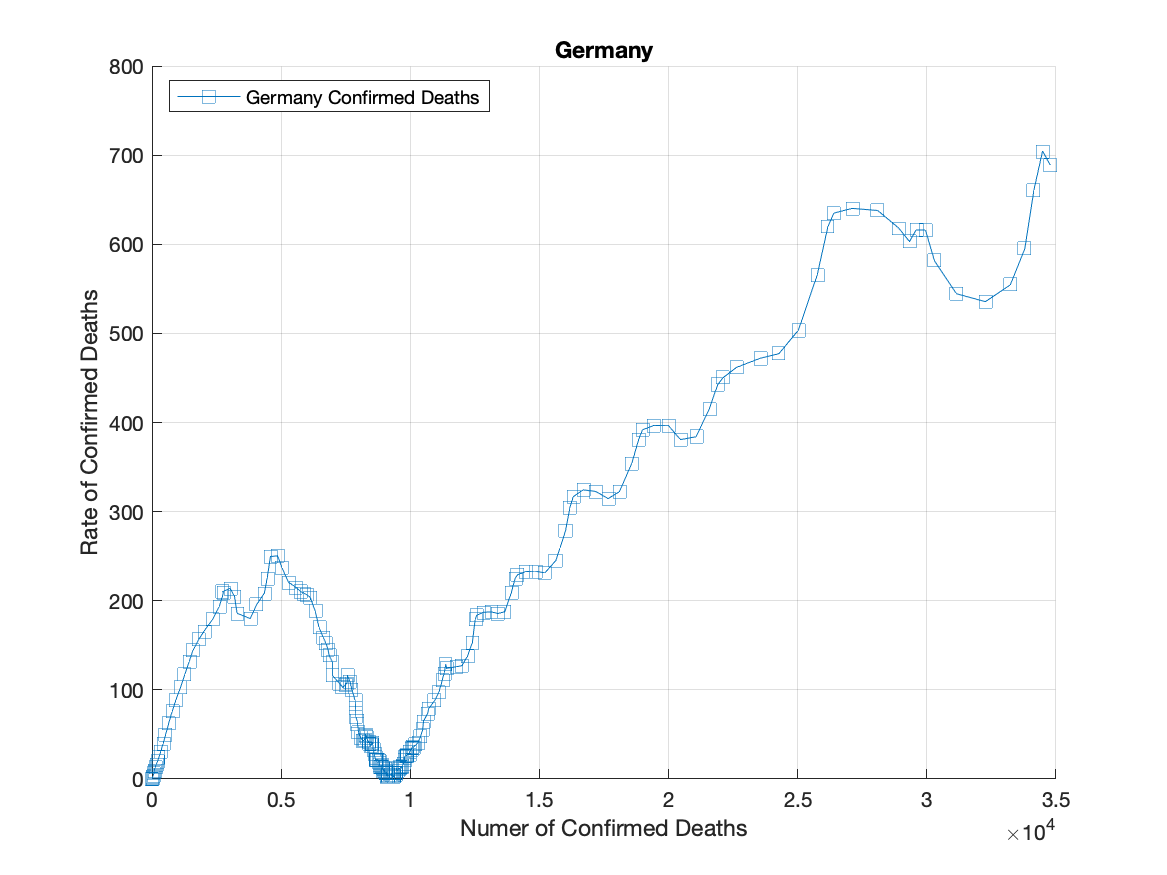 Germany
Germany Confirmed Deaths
Rate of Confirmed Deaths
800
700
600
500
400
300
200
100
0
0 0.5 1 1.5 2 2.5 3 3.5
Numer of Confirmed Deaths
×10^4